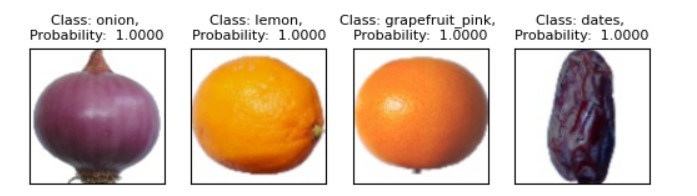 Class: onion,
Probability:  1.0000
Class: lemon,
Probability:  1.0000
Class: grapefruit_pink,
Probability:  1.0000
Class: dates,
Probability:  1.0000